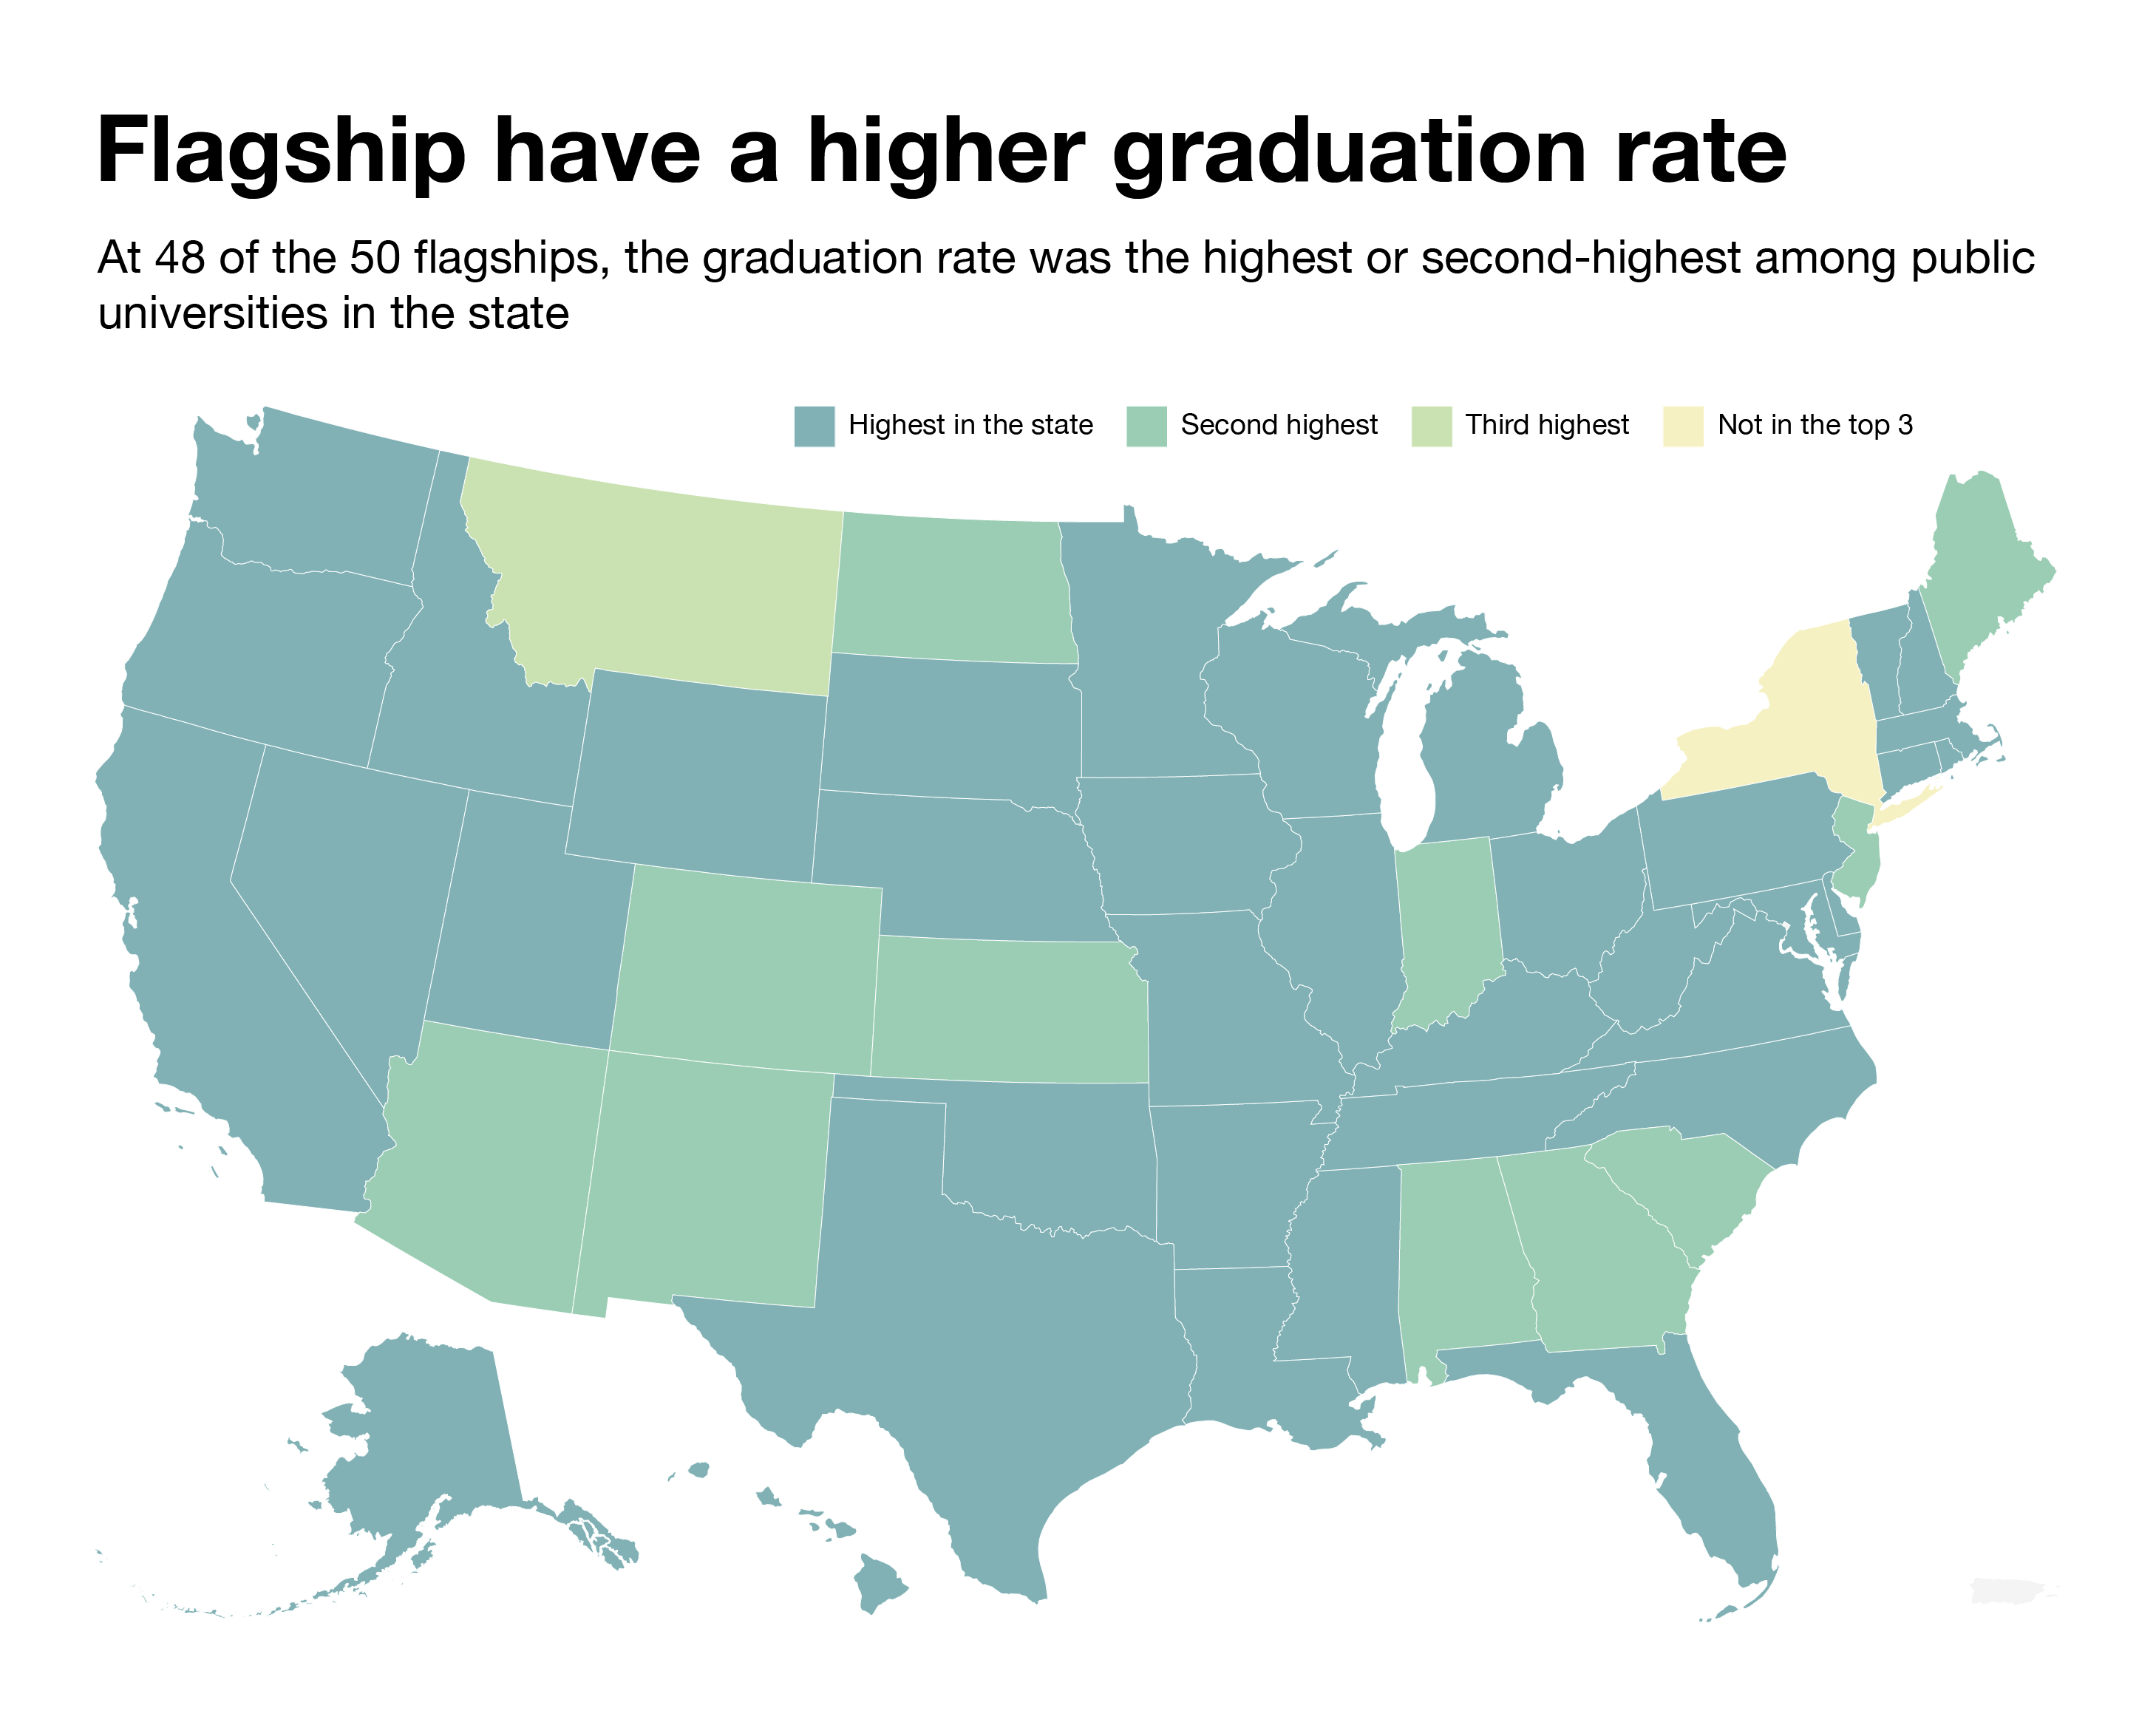 Flagship have a higher graduation rate
At 48 of the 50 flagships, the graduation rate was the highest or second-highest among public
universities in the state
Highest in the state
Second highest
Third highest
Not in the top 3